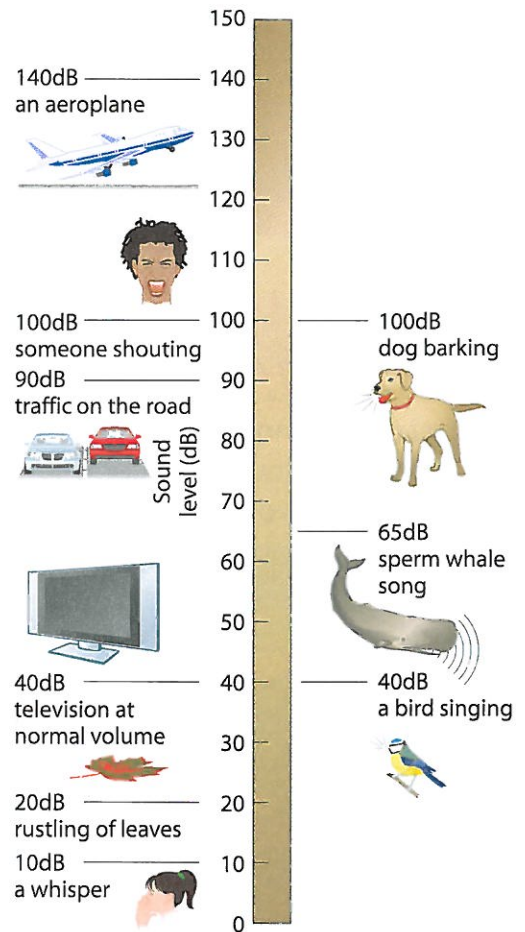 150
140dB
an aeroplane
140
130
120
110
100dB
someone shouting
100
100dB
dog barking
90dB
traffic on the road
90
80
Sound
level (dB)
70
65dB
sperm whale
song
60
50
40dB
television at
normal volume
40
40dB
a bird singing
30
20dB
rustling of leaves
20
10dB
a whisper
10
0